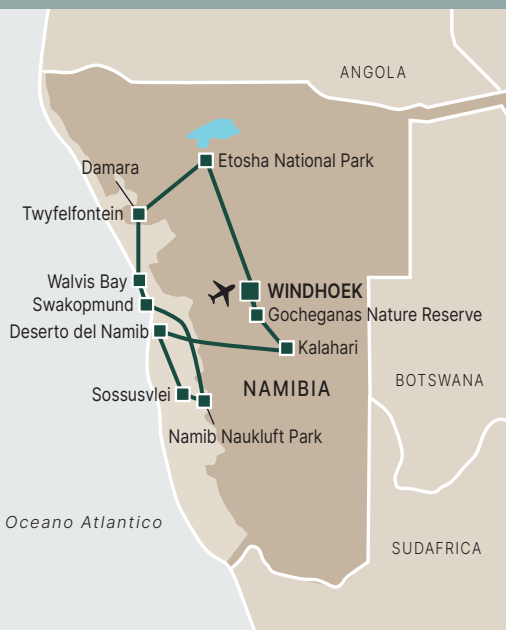 ANGOLA
Damara
Etosha National Park
Twyfelfontein
Walvis Bay
WINDHOEK
Swakopmund
Gocheganas Nature Reserve
Deserto del Namib
Kalahari
BOTSWANA
NAMIBIA
Sossusvlei
Namib Naukluft Park
Oceano Atlantico
SUDAFRICA